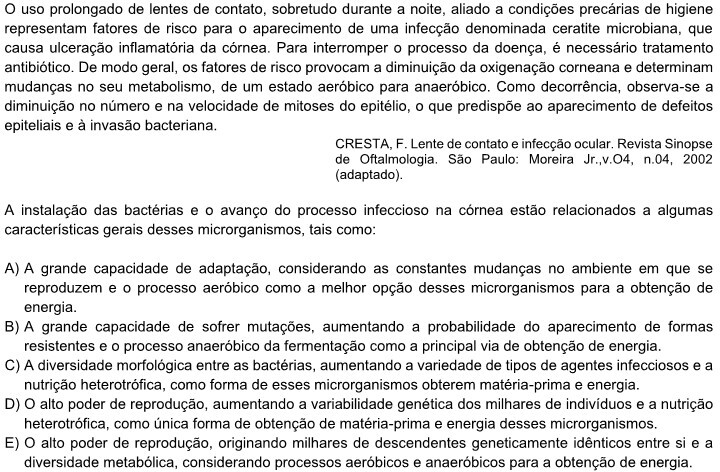 O uso prolongado de lentes de contato, sobretudo durante a noite, aliado a condições precárias de higiene
representam fatores de risco para o aparecimento de uma infecção denominada ceratite microbiana, que
causa ulceração inflamatória da córnea. Para interromper o processo da doença, é necessário tratamento
antibiótico. De modo geral, os fatores de risco provocam a diminuição da oxigenação corneana e determinam
mudanças no seu metabolismo, de um estado aeróbico para anaeróbico. Como decorrência, observa-se a
diminuição no número e na velocidade de mitoses do epitélio, o que predispõe ao aparecimento de defeitos
epiteliais e à invasão bacteriana.
CRESTA, F. Lente de contato e infecção ocular. Revista Sinopse
de Oftalmologia. São Paulo: Moreira Jr.,v.O4, n.04, 2002
(adaptado).
A instalação das bactérias e o avanço do processo infeccioso na córnea estão relacionados a algumas
características gerais desses microrganismos, tais como:
A) A grande capacidade de adaptação, considerando as constantes mudanças no ambiente em que se
reproduzem e o processo aeróbico como a melhor opção desses microrganismos para a obtenção de
energia.
B) A grande capacidade de sofrer mutações, aumentando a probabilidade do aparecimento de formas
resistentes e o processo anaeróbico da fermentação como a principal via de obtenção de energia.
C) A diversidade morfológica entre as bactérias, aumentando a variedade de tipos de agentes infecciosos e a
nutrição heterotrófica, como forma de esses microrganismos obterem matéria-prima e energia.
D) O alto poder de reprodução, aumentando a variabilidade genética dos milhares de indivíduos e a nutrição
heterotrófica, como única forma de obtenção de matéria-prima e energia desses microrganismos.
E) O alto poder de reprodução, originando milhares de descendentes geneticamente idênticos entre si e a
diversidade metabólica, considerando processos aeróbicos e anaeróbicos para a obtenção de energia.